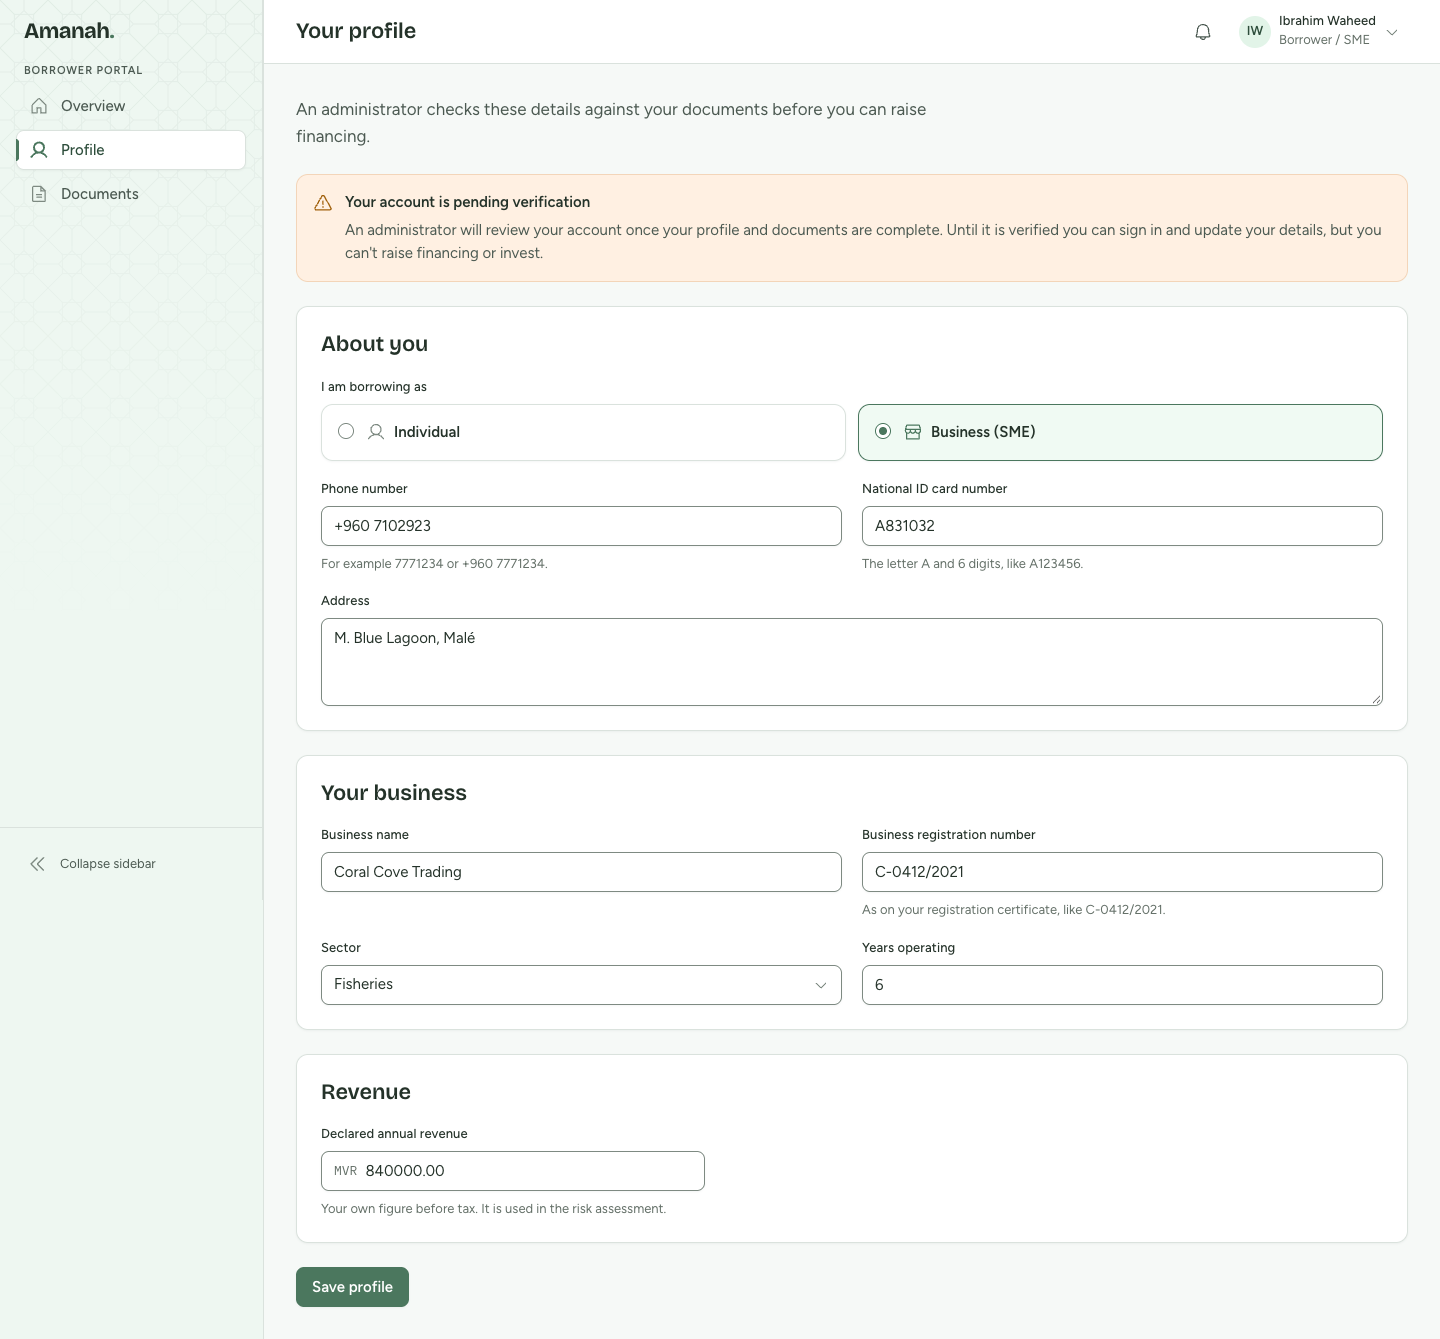 Amanah.
BORROWER PORTAL
Overview
Profile
Documents
Collapse sidebar
Your profile
IW
Ibrahim Waheed
Borrower / SME
An administrator checks these details against your documents before you can raise
financing.
Your account is pending verification
An administrator will review your account once your profile and documents are complete. Until it is verified you can sign in and update your details, but you
can't raise financing or invest.
About you
I am borrowing as
Individual
Business (SME)
Phone number
+960 7102923
For example 7771234 or +960 7771234.
National ID card number
A831032
The letter A and 6 digits, like A123456.
Address
M. Blue Lagoon, Malé
Your business
Business name
Coral Cove Trading
Business registration number
C-0412/2021
As on your registration certificate, like C-0412/2021.
Sector
Fisheries
Years operating
6
Revenue
Declared annual revenue
MVR 840000.00
Your own figure before tax. It is used in the risk assessment.
Save profile